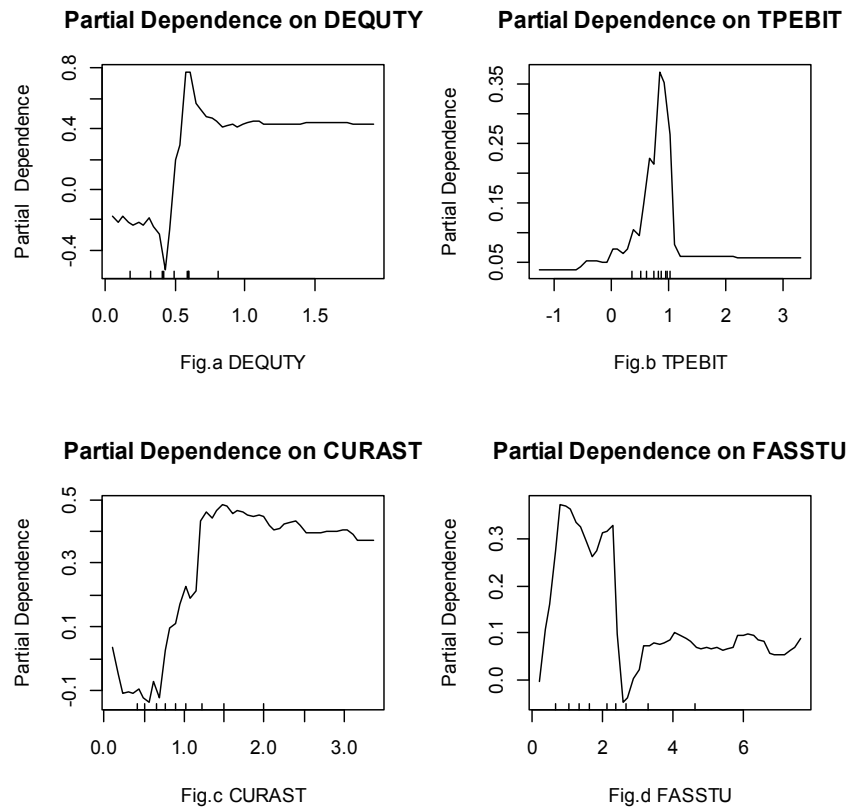 Partial Dependence on DEQUTY
Partial Dependence
0.8
0.4
0.0
-0.4
0.0 0.5 1.0 1.5
Fig.a DEQUTY
Partial Dependence on TPEBIT
Partial Dependence
0.35
0.25
0.15
0.05
-1 0 1 2 3
Fig.b TPEBIT
Partial Dependence on CURAST
Partial Dependence
0.5
0.3
0.1
-0.1
0.0 1.0 2.0 3.0
Fig.c CURAST
Partial Dependence on FASSTU
Partial Dependence
0.3
0.2
0.1
0.0
0 2 4 6
Fig.d FASSTU